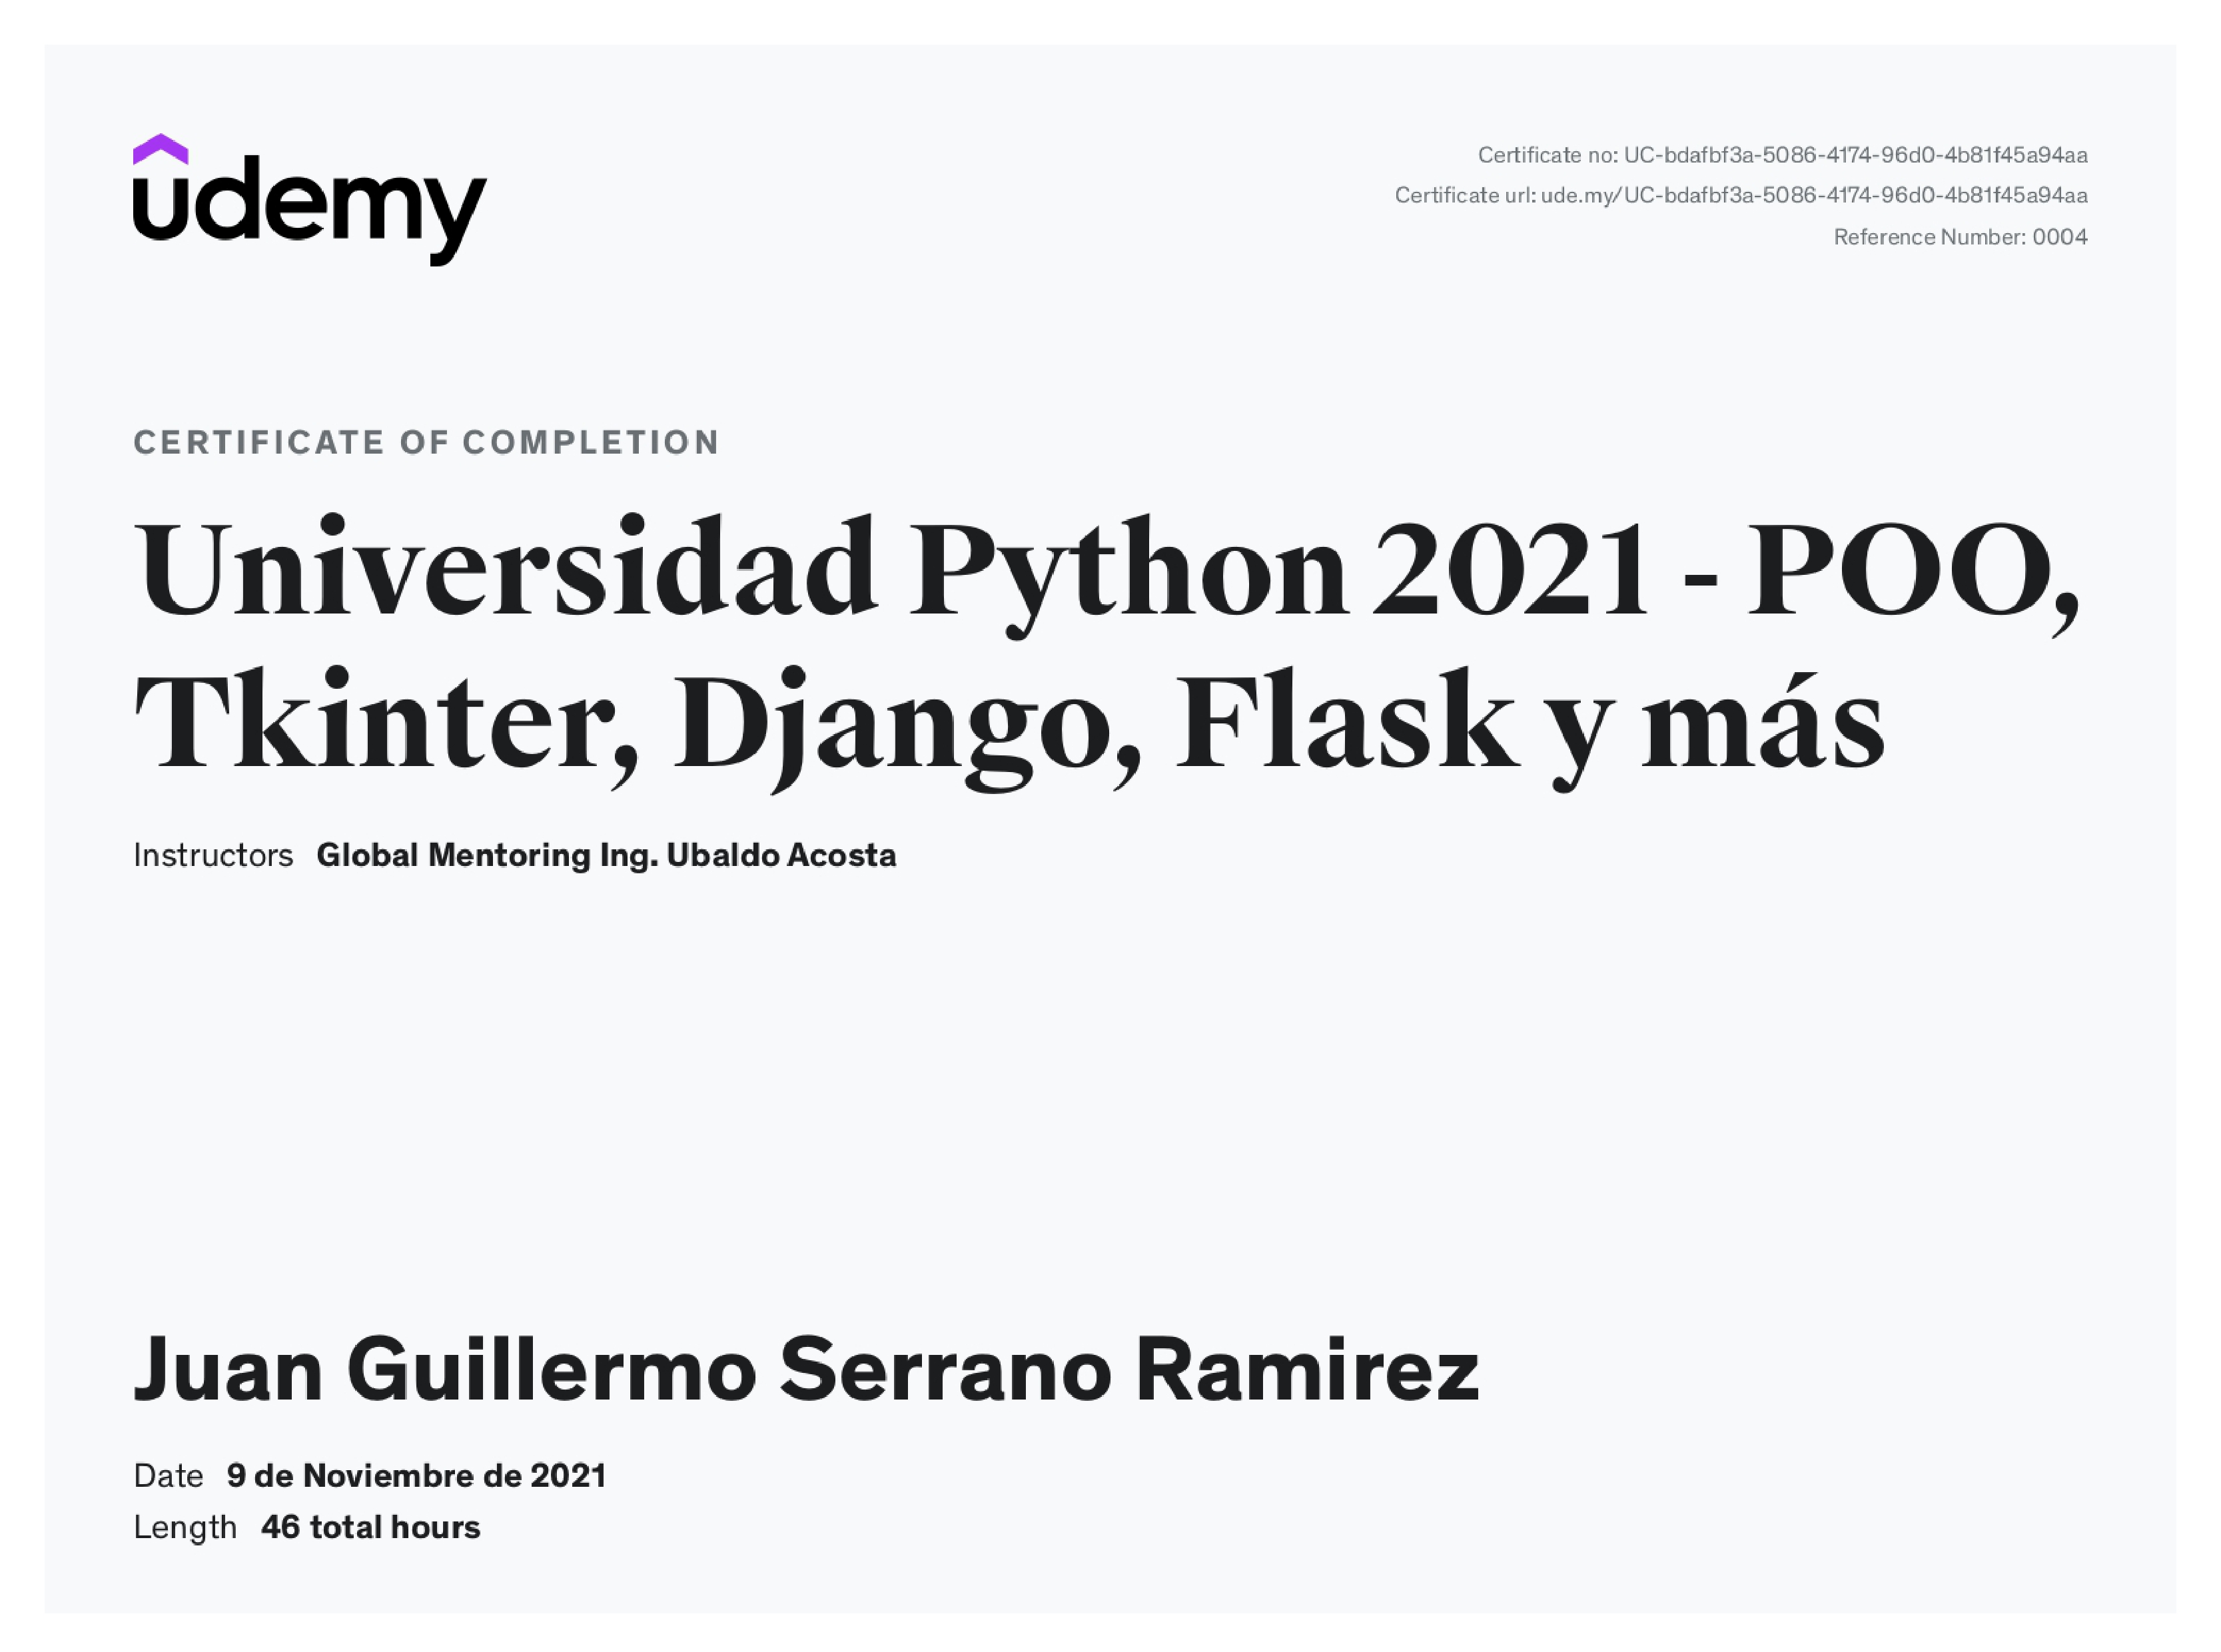 udemy
Certificate no: UC-bdafbf3a-5086-4174-96d0-4b81f45a94aa
Certificate url: ude.my/UC-bdafbf3a-5086-4174-96d0-4b81f45a94aa
Reference Number: 0004
CERTIFICATE OF COMPLETION
Universidad Python 2021 - POO,
Tkinter, Django, Flask y más
Instructors Global Mentoring Ing. Ubaldo Acosta
Juan Guillermo Serrano Ramirez
Date 9 de Noviembre de 2021
Length 46 total hours